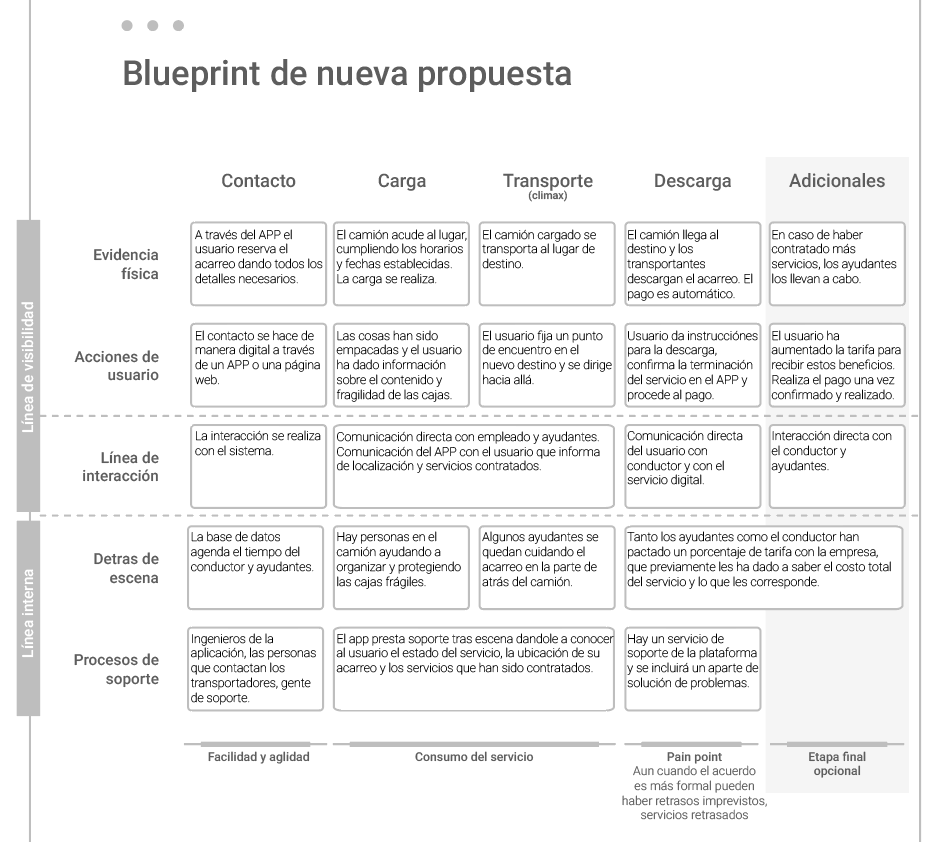 Blueprint de nueva propuesta
Contacto
Carga
Transporte
(climax)
Descarga
Adicionales
Línea de visibilidad
Evidencia
física
A través del APP el
usuario reserva el
acarreo dando todos los
detalles necesarios.
El camión acude al lugar,
cumpliendo los horarios
y fechas establecidas.
La carga se realiza.
El camión cargado se
transporta al lugar de
destino.
El camión llega al
destino y los
transportantes
descargan el acarreo. El
pago es automático.
En caso de haber
contratado más
servicios, los ayudantes
los llevan a cabo.
Acciones de
usuario
El contacto se hace de
manera digital a través
de un APP o una página
web.
Las cosas han sido
empacadas y el usuario
ha dado información
sobre el contenido y
fragilidad de las cajas.
El usuario fija un punto
de encuentro en el
nuevo destino y se dirige
hacia allá.
Usuario da instrucciónes
para la descarga,
confirma la terminación
del servicio en el APP y
procede al pago.
El usuario ha
aumentado la tarifa para
recibir estos beneficios.
Realiza el pago una vez
confirmado y realizado.
Línea de
interacción
La interacción se realiza
con el sistema.
Comunicación directa con empleado y ayudantes.
Comunicación del APP con el usuario que informa
de localización y servicios contratados.
Comunicación directa
del usuario con
conductor y con el
servicio digital.
Interacción directa con
el conductor y
ayudantes.
Línea interna
Detras de
escena
La base de datos
agenda el tiempo del
conductor y ayudantes.
Hay personas en el
camión ayudando a
organizar y protegiendo
las cajas frágiles.
Algunos ayudantes se
quedan cuidando el
acarreo en la parte de
atrás del camión.
Tanto los ayudantes como el conductor han
pactado un porcentaje de tarifa con la empresa,
que previamente les ha dado a saber el costo total
del servicio y lo que les corresponde.
Procesos de
soporte
Ingenieros de la
aplicación, las personas
que contactan los
transportadores, gente
de soporte.
El app presta soporte tras escena dandole a conocer
al usuario el estado del servicio, la ubicación de su
acarreo y los servicios que han sido contratados.
Hay un servicio de
soporte de la plataforma
y se incluirá un aparte de
solución de problemas.
Facilidad y aglidad
Consumo del servicio
Pain point
Aun cuando el acuerdo
es más formal pueden
haber retrasos imprevistos,
servicios retrasados
Etapa final
opcional